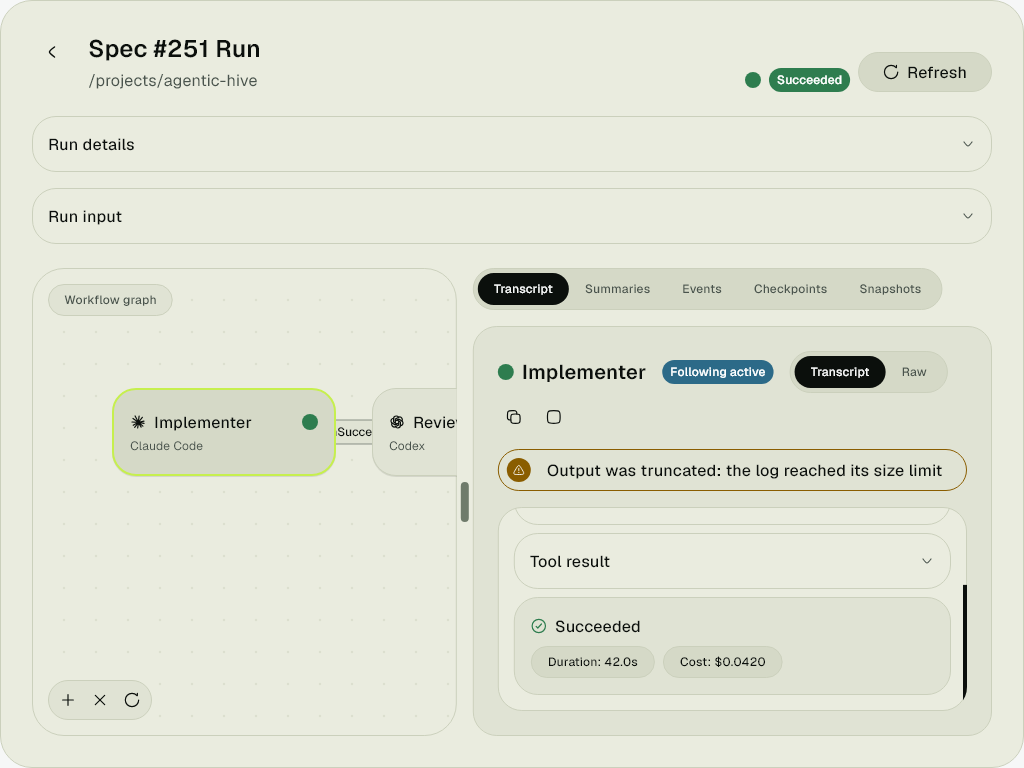 Spec #251 Run
/projects/agentic-hive
Succeeded
Refresh
Run details
Run input
Workflow graph
Implementer
Claude Code
Succe
Review
Codex
Transcript
Summaries
Events
Checkpoints
Snapshots
Implementer
Following active
Transcript
Raw
Output was truncated: the log reached its size limit
Tool result
Succeeded
Duration: 42.0s
Cost: $0.0420